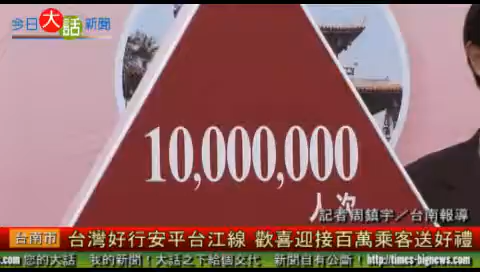 今日大話新聞
10,000,000
人次
記者周鎮宇/台南報導
台南市 台灣好行安平台江線 歡喜迎接百萬乘客送好禮
您的大話 我的新聞!大話之下給個交代 新聞自有公斷! http://times-bignews.com